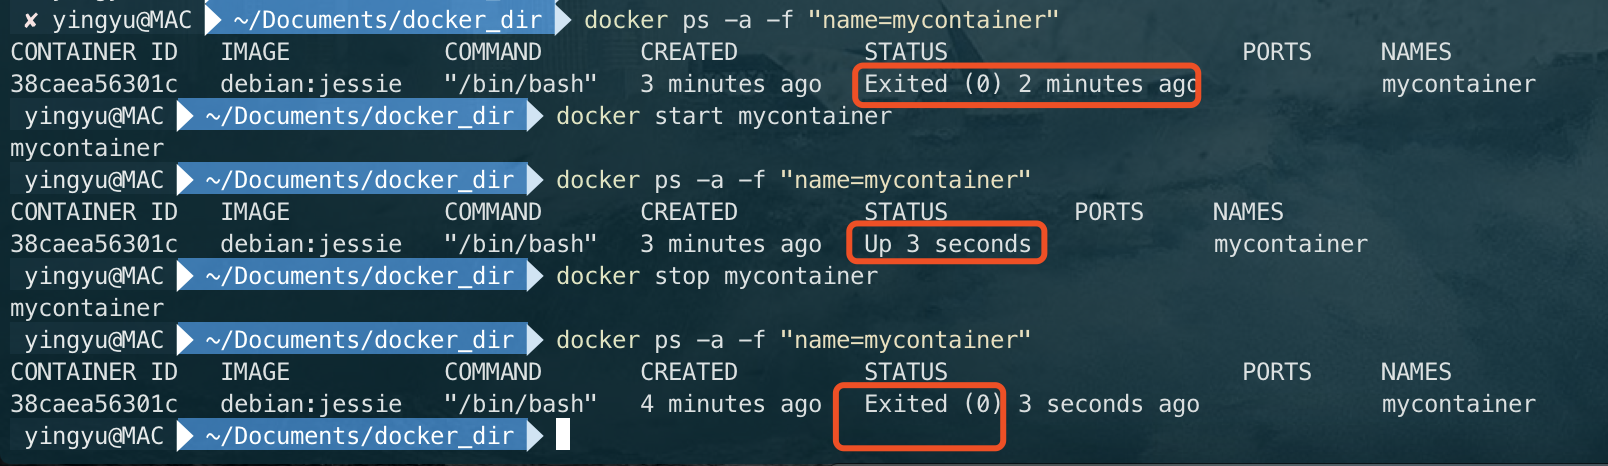 ✘ yingyu@MAC ~/Documents/docker_dir docker ps -a -f "name=mycontainer"
CONTAINER ID IMAGE COMMAND CREATED STATUS PORTS NAMES
38caea56301c debian:jessie "/bin/bash" 3 minutes ago Exited (0) 2 minutes ago mycontainer
yingyu@MAC ~/Documents/docker_dir docker start mycontainer
mycontainer
yingyu@MAC ~/Documents/docker_dir docker ps -a -f "name=mycontainer"
CONTAINER ID IMAGE COMMAND CREATED STATUS PORTS NAMES
38caea56301c debian:jessie "/bin/bash" 3 minutes ago Up 3 seconds mycontainer
yingyu@MAC ~/Documents/docker_dir docker stop mycontainer
mycontainer
yingyu@MAC ~/Documents/docker_dir docker ps -a -f "name=mycontainer"
CONTAINER ID IMAGE COMMAND CREATED STATUS PORTS NAMES
38caea56301c debian:jessie "/bin/bash" 4 minutes ago Exited (0) 3 seconds ago mycontainer
yingyu@MAC ~/Documents/docker_dir